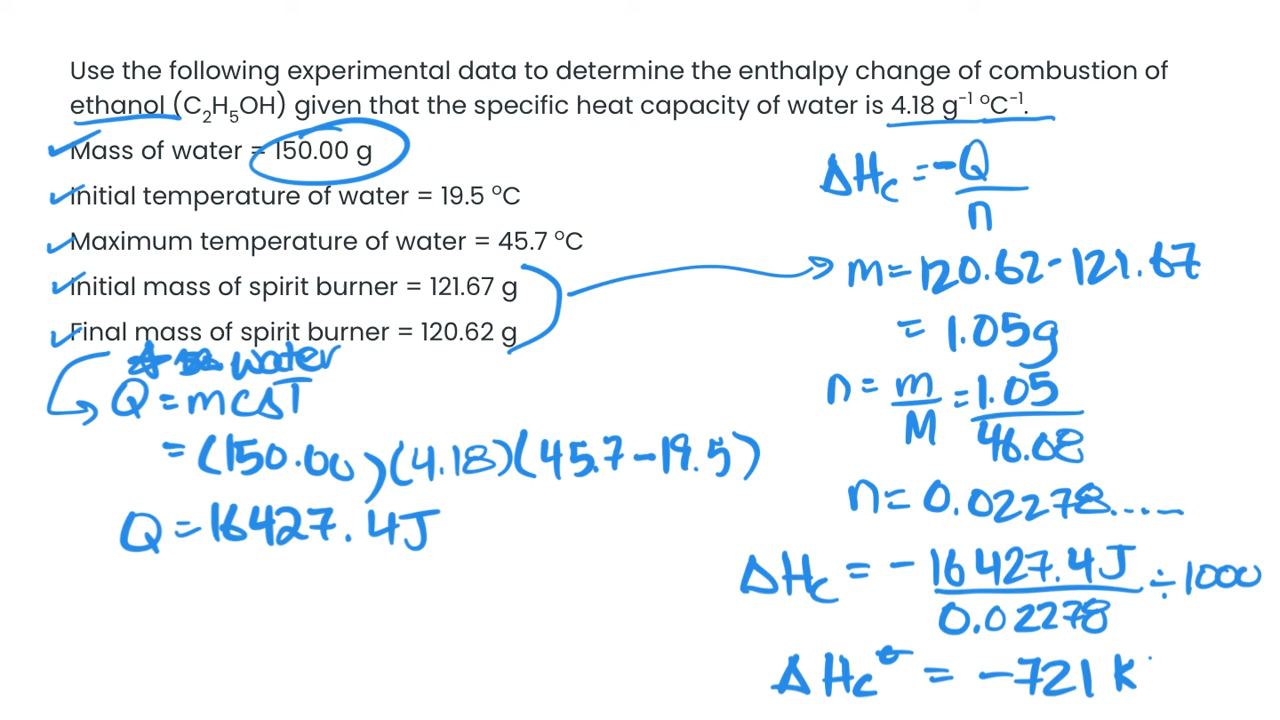 Use the following experimental data to determine the enthalpy change of combustion of
ethanol (C₂H₅OH) given that the specific heat capacity of water is 4.18 g⁻¹ ºC⁻¹.
Mass of water = 150.00 g
Initial temperature of water = 19.5 ºC
Maximum temperature of water = 45.7 ºC
Initial mass of spirit burner = 121.67 g
Final mass of spirit burner = 120.62 g
water
Q = mcΔT
= (150.00)(4.18)(45.7-19.5)
Q = 16427.4J
ΔHc = -Q/n
m = 120.62 - 121.67
= 1.05g
n = m/M = 1.05/46.08
n = 0.02278....
ΔHc = - 16427.4J/0.02278 ÷ 1000
ΔHc⊖ = -721 k